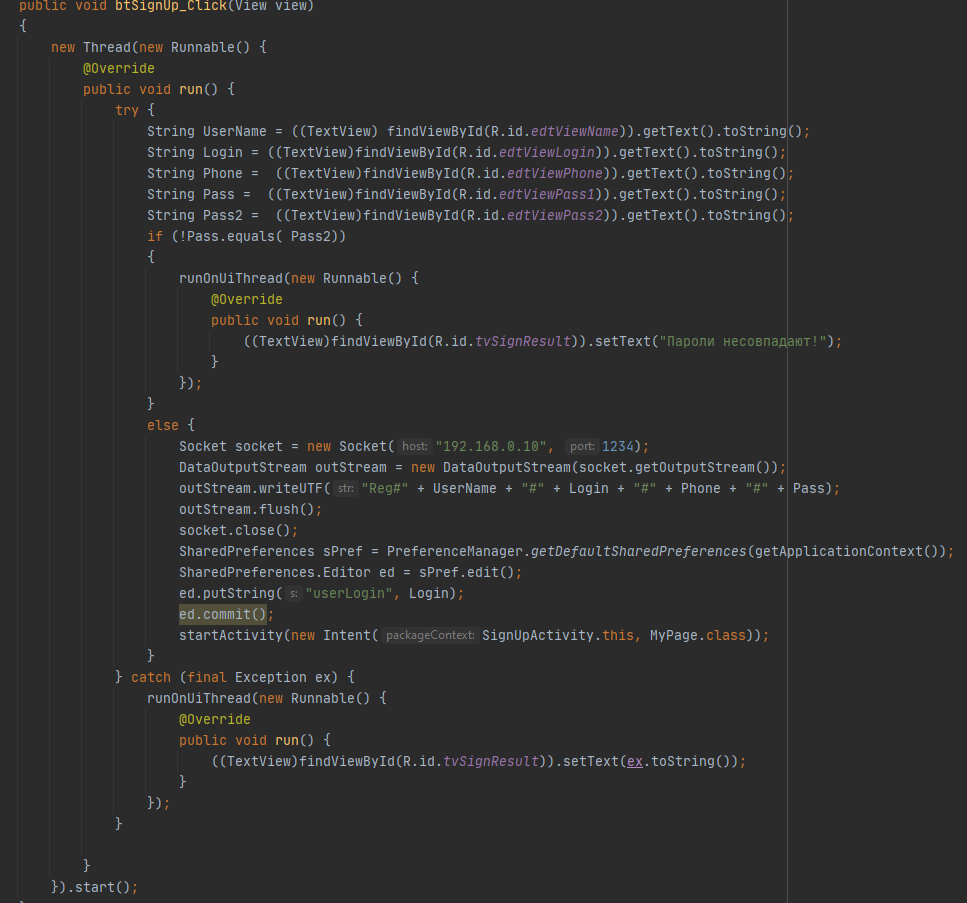 public void btSignUp_Click(View view)
{
new Thread(new Runnable() {
@Override
public void run() {
try {
String UserName = ((TextView) findViewById(R.id.edtViewName)).getText().toString();
String Login = ((TextView)findViewById(R.id.edtViewLogin)).getText().toString();
String Phone =  ((TextView)findViewById(R.id.edtViewPhone)).getText().toString();
String Pass =  ((TextView)findViewById(R.id.edtViewPass1)).getText().toString();
String Pass2 =  ((TextView)findViewById(R.id.edtViewPass2)).getText().toString();
if (!Pass.equals( Pass2))
{
runOnUiThread(new Runnable() {
@Override
public void run() {
((TextView)findViewById(R.id.tvSignResult)).setText("Пароли несовпадают!");
}
});
}
else {
Socket socket = new Socket( host: "192.168.0.10", port: 1234);
DataOutputStream outStream = new DataOutputStream(socket.getOutputStream());
outStream.writeUTF( str: "Reg#" + UserName + "#" + Login + "#" + Phone + "#" + Pass);
outStream.flush();
socket.close();
SharedPreferences sPref = PreferenceManager.getDefaultSharedPreferences(getApplicationContext());
SharedPreferences.Editor ed = sPref.edit();
ed.putString( s: "userLogin", Login);
ed.commit();
startActivity(new Intent( packageContext: SignUpActivity.this, MyPage.class));
}
} catch (final Exception ex) {
runOnUiThread(new Runnable() {
@Override
public void run() {
((TextView)findViewById(R.id.tvSignResult)).setText(ex.toString());
}
});
}
}
}).start();